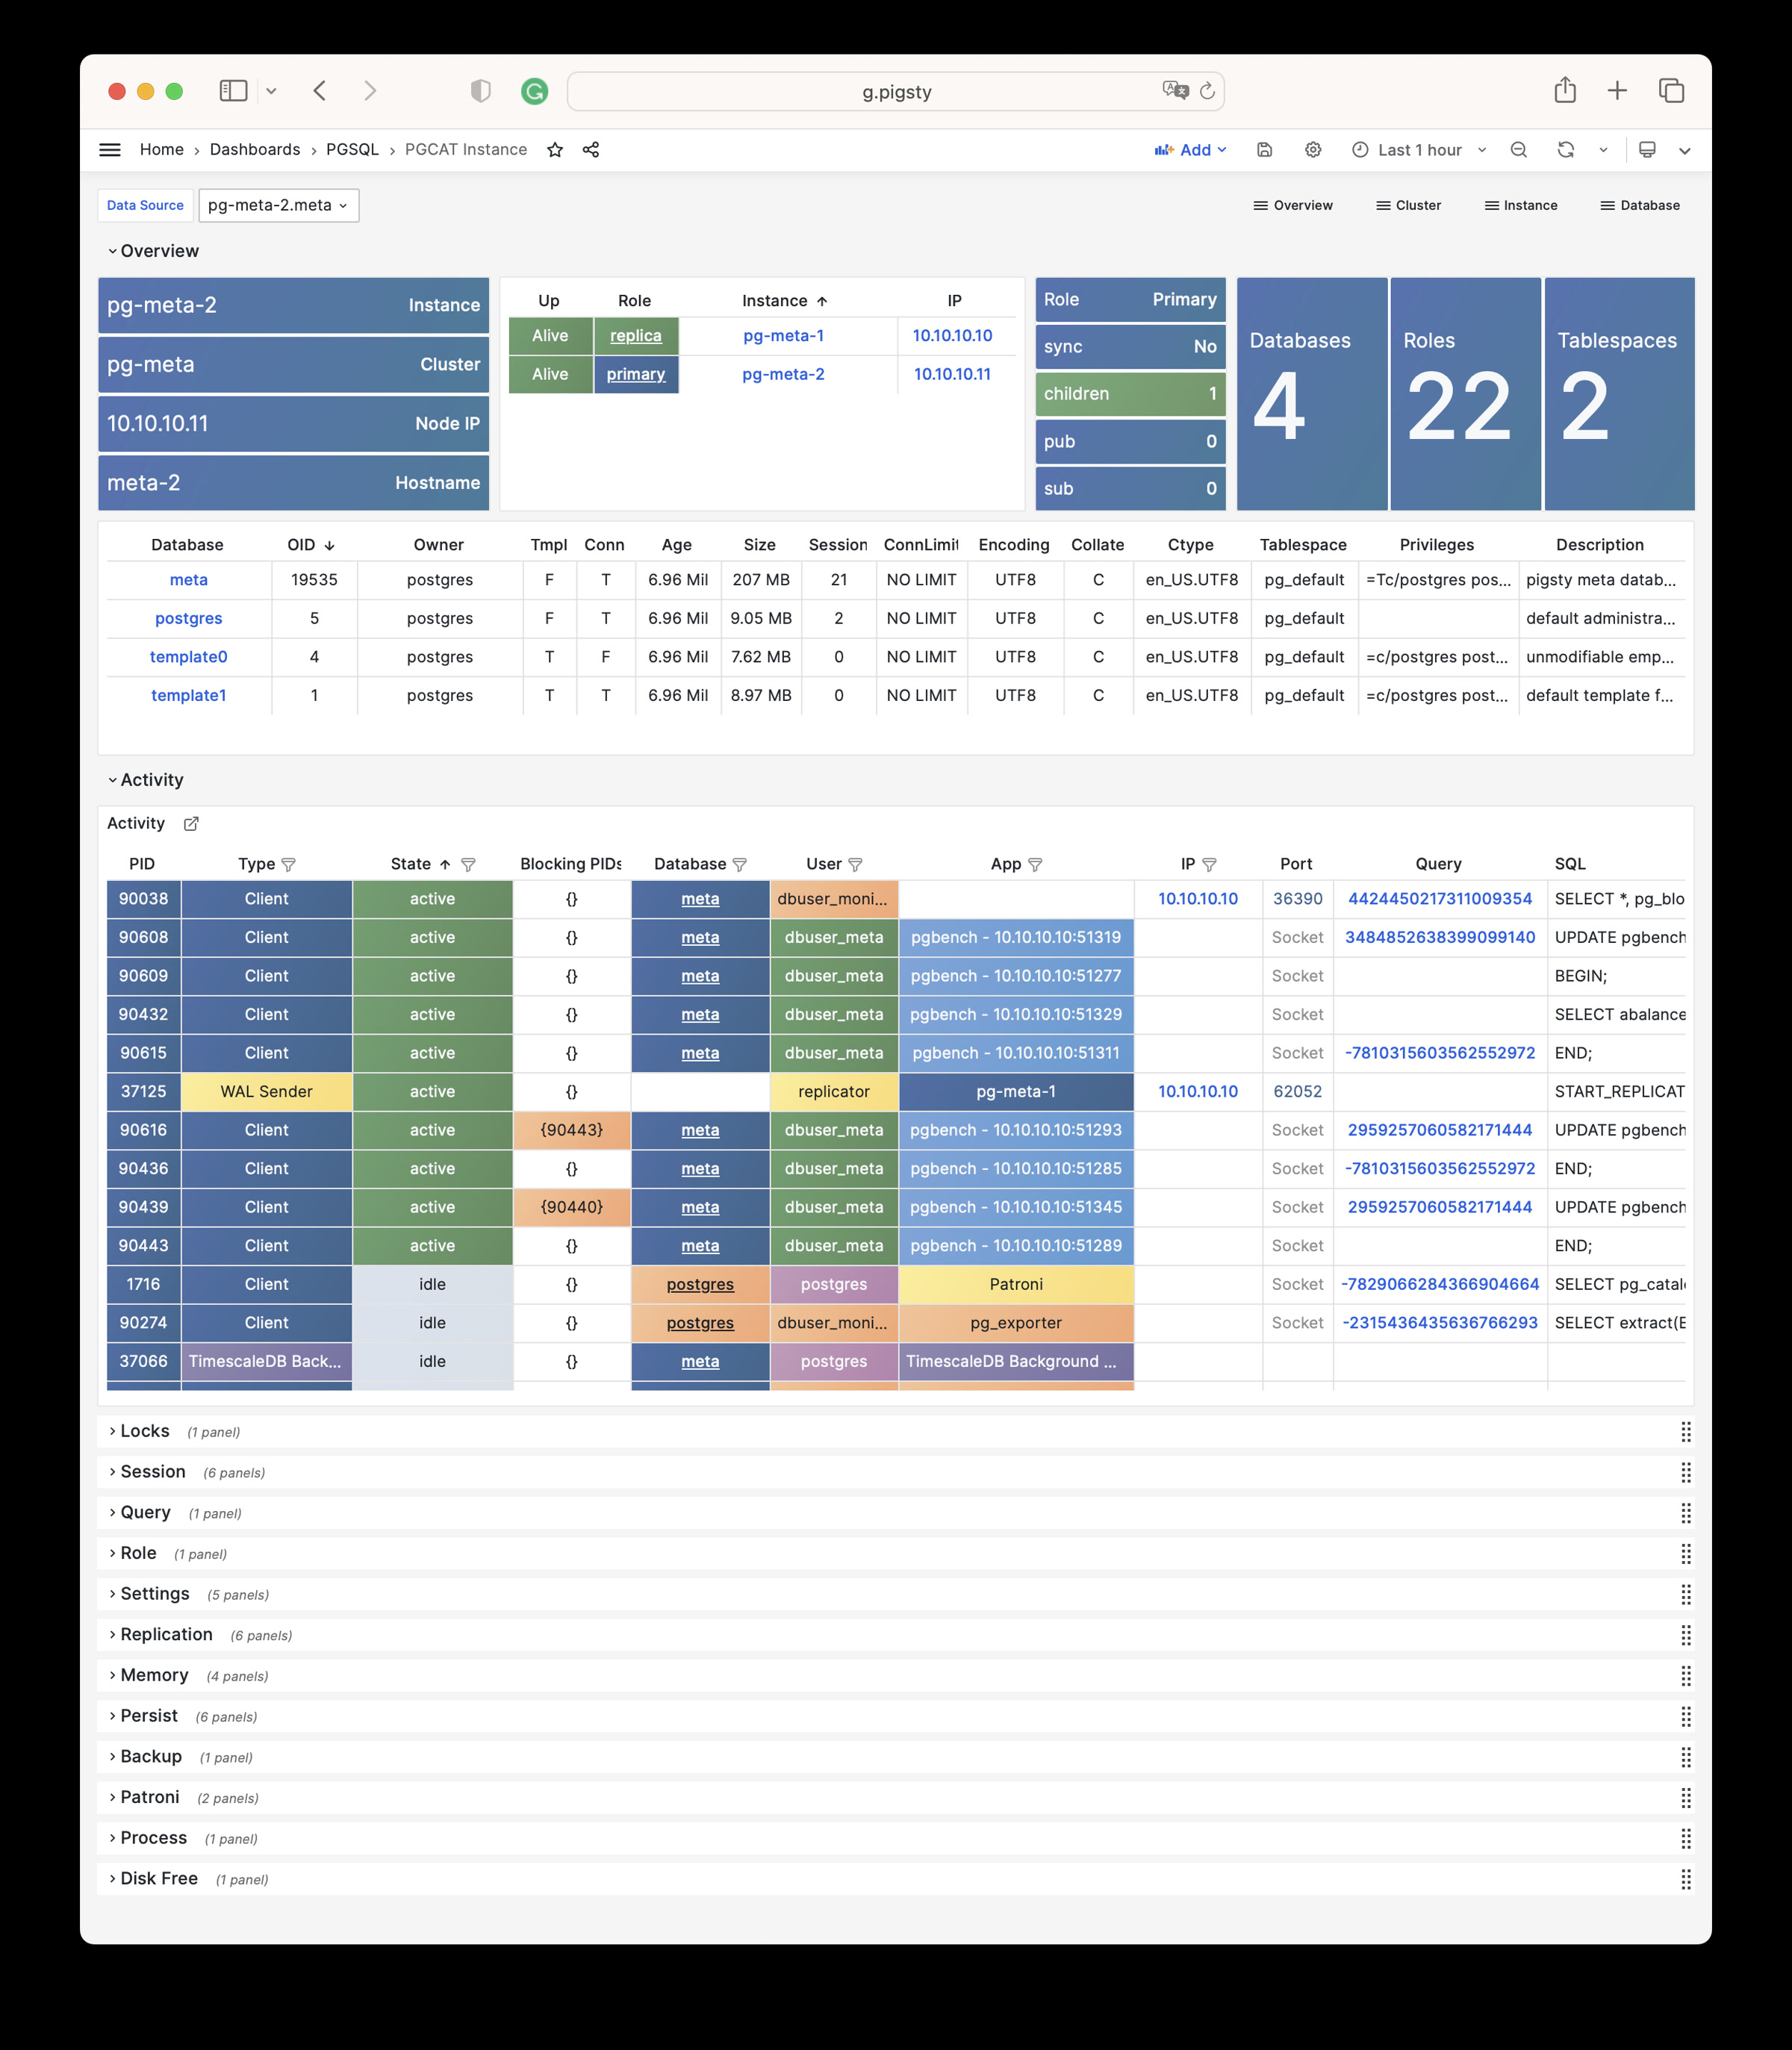 g.pigsty
Home › Dashboards › PGSQL › PGCAT Instance
Add
Last 1 hour
Data Source pg-meta-2.meta
Overview Cluster Instance Database
Overview
pg-meta-2 Instance
pg-meta Cluster
10.10.10.11 Node IP
meta-2 Hostname
Up Role Instance ↑ IP
Alive replica pg-meta-1 10.10.10.10
Alive primary pg-meta-2 10.10.10.11
Role Primary
sync No
children 1
pub 0
sub 0
Databases
4
Roles
22
Tablespaces
2
Database OID ↓ Owner Tmpl Conn Age Size Session ConnLimit Encoding Collate Ctype Tablespace Privileges Description
meta 19535 postgres F T 6.96 Mil 207 MB 21 NO LIMIT UTF8 C en_US.UTF8 pg_default =Tc/postgres pos... pigsty meta datab...
postgres 5 postgres F T 6.96 Mil 9.05 MB 2 NO LIMIT UTF8 C en_US.UTF8 pg_default default administra...
template0 4 postgres T F 6.96 Mil 7.62 MB 0 NO LIMIT UTF8 C en_US.UTF8 pg_default =c/postgres post... unmodifiable emp...
template1 1 postgres T T 6.96 Mil 8.97 MB 0 NO LIMIT UTF8 C en_US.UTF8 pg_default =c/postgres post... default template f...
Activity
Activity
PID Type State ↑ Blocking PIDs Database User App IP Port Query SQL
90038 Client active {} meta dbuser_moni... 10.10.10.10 36390 4424450217311009354 SELECT *, pg_blo
90608 Client active {} meta dbuser_meta pgbench - 10.10.10.10:51319 Socket 3484852638399099140 UPDATE pgbench
90609 Client active {} meta dbuser_meta pgbench - 10.10.10.10:51277 Socket BEGIN;
90432 Client active {} meta dbuser_meta pgbench - 10.10.10.10:51329 Socket SELECT abalance
90615 Client active {} meta dbuser_meta pgbench - 10.10.10.10:51311 Socket -7810315603562552972 END;
37125 WAL Sender active {} replicator pg-meta-1 10.10.10.10 62052 START_REPLICAT
90616 Client active {90443} meta dbuser_meta pgbench - 10.10.10.10:51293 Socket 2959257060582171444 UPDATE pgbench
90436 Client active {} meta dbuser_meta pgbench - 10.10.10.10:51285 Socket -7810315603562552972 END;
90439 Client active {90440} meta dbuser_meta pgbench - 10.10.10.10:51345 Socket 2959257060582171444 UPDATE pgbench
90443 Client active {} meta dbuser_meta pgbench - 10.10.10.10:51289 Socket END;
1716 Client idle {} postgres postgres Patroni Socket -7829066284366904664 SELECT pg_catal
90274 Client idle {} postgres dbuser_moni... pg_exporter Socket -2315436435636766293 SELECT extract(E
37066 TimescaleDB Back... idle {} meta postgres TimescaleDB Background ...
Locks (1 panel)
Session (6 panels)
Query (1 panel)
Role (1 panel)
Settings (5 panels)
Replication (6 panels)
Memory (4 panels)
Persist (6 panels)
Backup (1 panel)
Patroni (2 panels)
Process (1 panel)
Disk Free (1 panel)